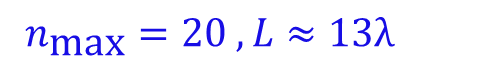 n_max = 20 , L ≈ 13λ